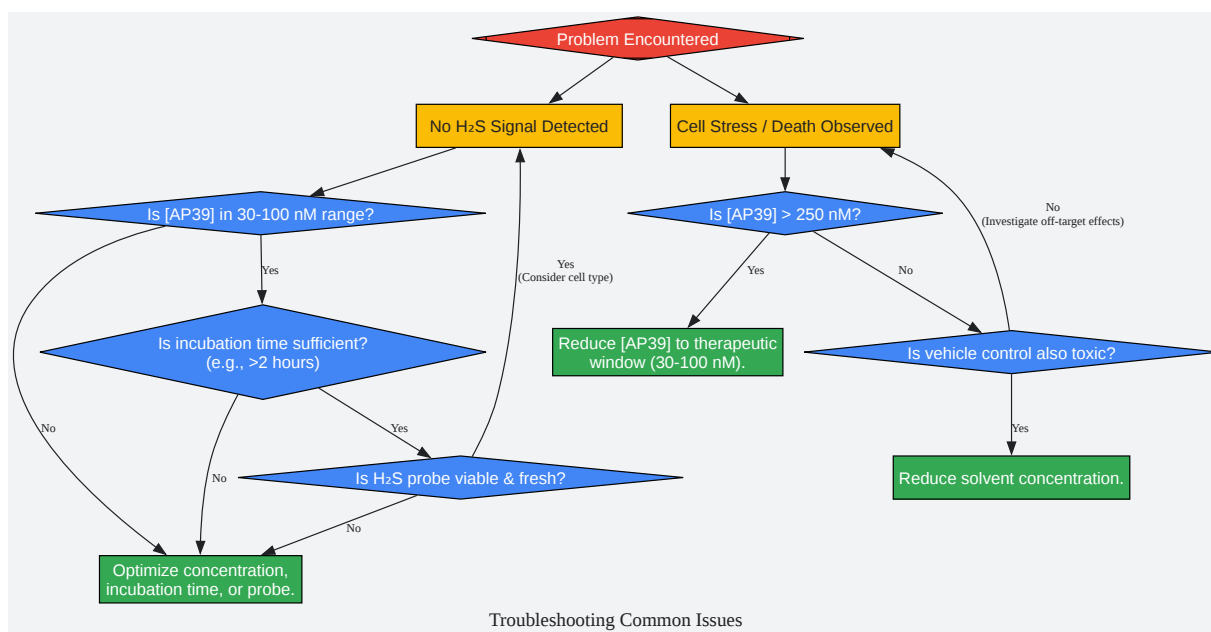 Problem Encountered
No H₂S Signal Detected
Cell Stress / Death Observed
Is [AP39] in 30-100 nM range?
Is [AP39] > 250 nM?
No
(Investigate off-target effects)
Yes
Yes
(Consider cell type)
Yes
No
Is incubation time sufficient?
(e.g., >2 hours)
Reduce [AP39] to therapeutic
window (30-100 nM).
Is vehicle control also toxic?
No
Yes
Yes
No
Is H₂S probe viable & fresh?
Reduce solvent concentration.
No
Optimize concentration,
incubation time, or probe.
Troubleshooting Common Issues